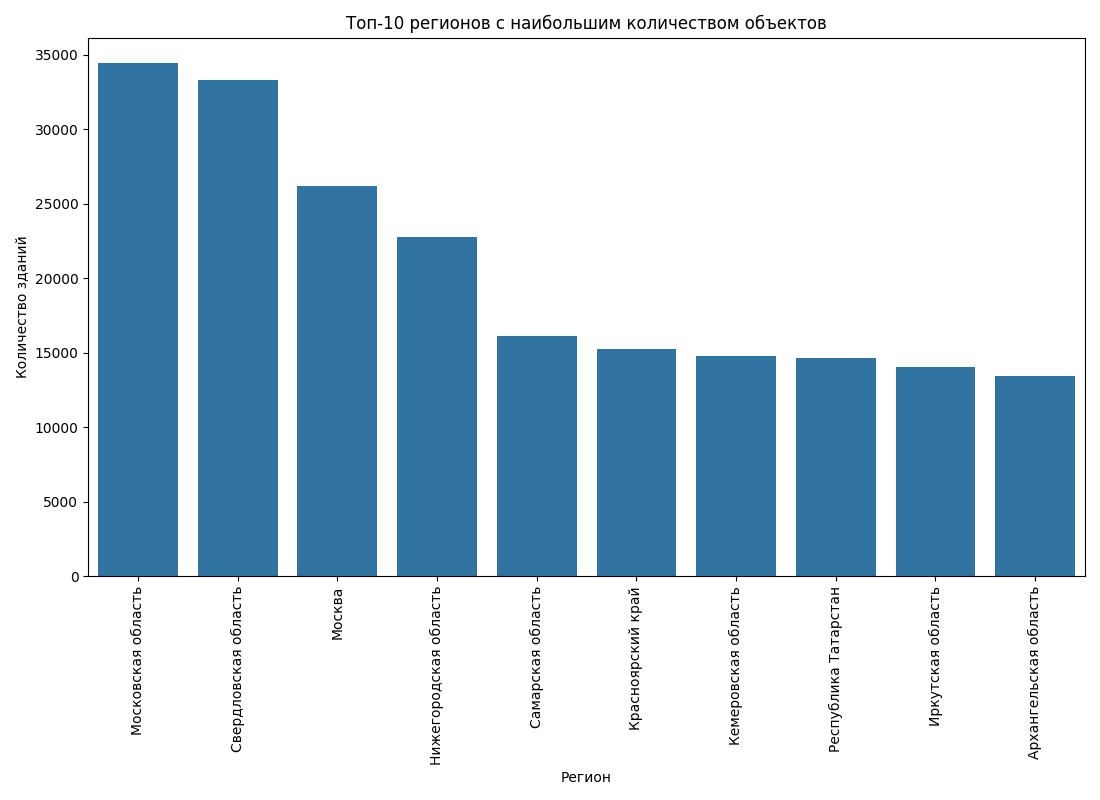 Топ-10 регионов с наибольшим количеством объектов
Количество зданий
35000
30000
25000
20000
15000
10000
5000
0
Московская область
Свердловская область
Москва
Нижегородская область
Самарская область
Красноярский край
Кемеровская область
Республика Татарстан
Иркутская область
Архангельская область
Регион